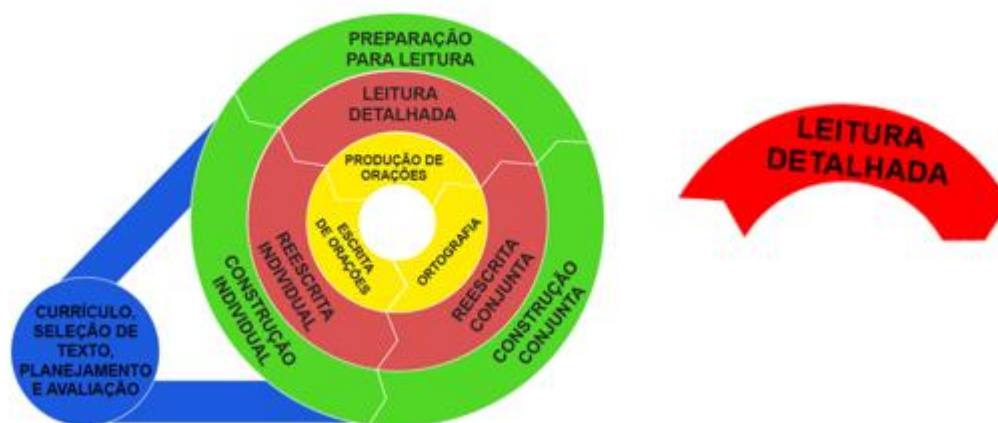 PREPARAÇÃO
PARA LEITURA
LEITURA
DETALHADA
PRODUÇÃO DE
ORAÇÕES
ESCRITA
DE ORAÇÕES
ORTOGRAFIA
REESCRITA
INDIVIDUAL
REESCRITA
CONJUNTA
CONSTRUÇÃO
INDIVIDUAL
CONSTRUÇÃO
CONJUNTA
CURRÍCULO,
SELEÇÃO DE
TEXTO,
PLANEJAMENTO
E AVALIAÇÃO
LEITURA
DETALHADA